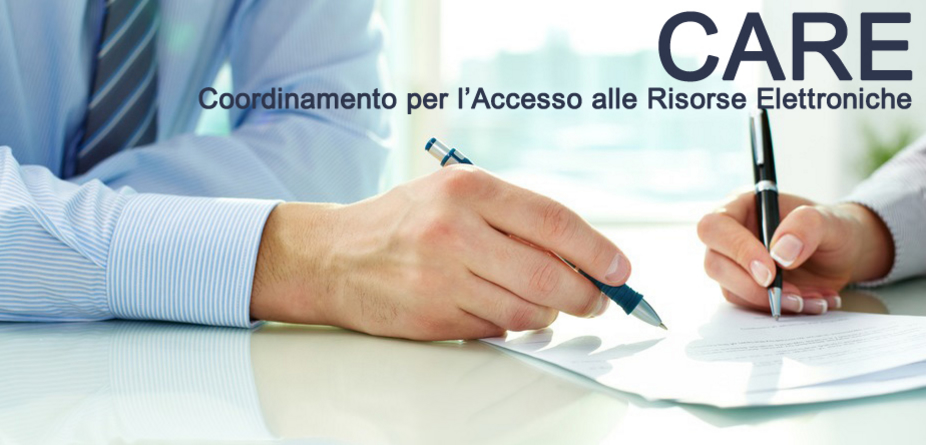 CARE
Coordinamento per l'Accesso alle Risorse Elettroniche